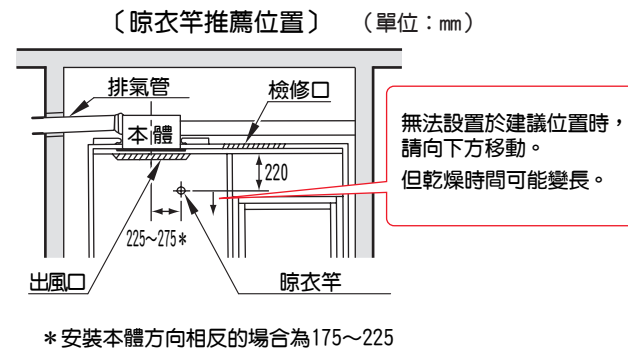 〔晾衣竿推薦位置〕 (單位:mm)
排氣管
檢修口
本體
無法設置於建議位置時,
請向下方移動。
但乾燥時間可能變長。
220
225~275*
出風口
晾衣竿
*安裝本體方向相反的場合為175~225